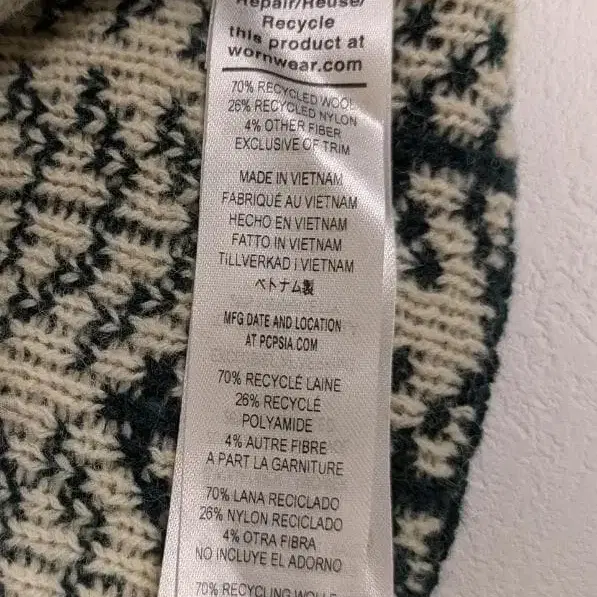 Repair/Reuse/
Recycle
this product at
wornwear.com
70% RECYCLED WOOL
26% RECYCLED NYLON
4% OTHER FIBER
EXCLUSIVE OF TRIM
MADE IN VIETNAM
FABRIQUÉ AU VIETNAM
HECHO EN VIETNAM
FATTO IN VIETNAM
TiLLVERKAD i VIETNAM
ベトナム製
MFG DATE AND LOCATION
AT PCPSIA.COM
70% RECYCLÉ LAINE
26% RECYCLÉ
POLYAMIDE
4% AUTRE FIBRE
A PART LA GARNITURE
70% LANA RECICLADO
26% NYLON RECICLADO
4% OTRA FIBRA
NO INCLUYE EL ADORNO
70% RECYCLING WOLLE